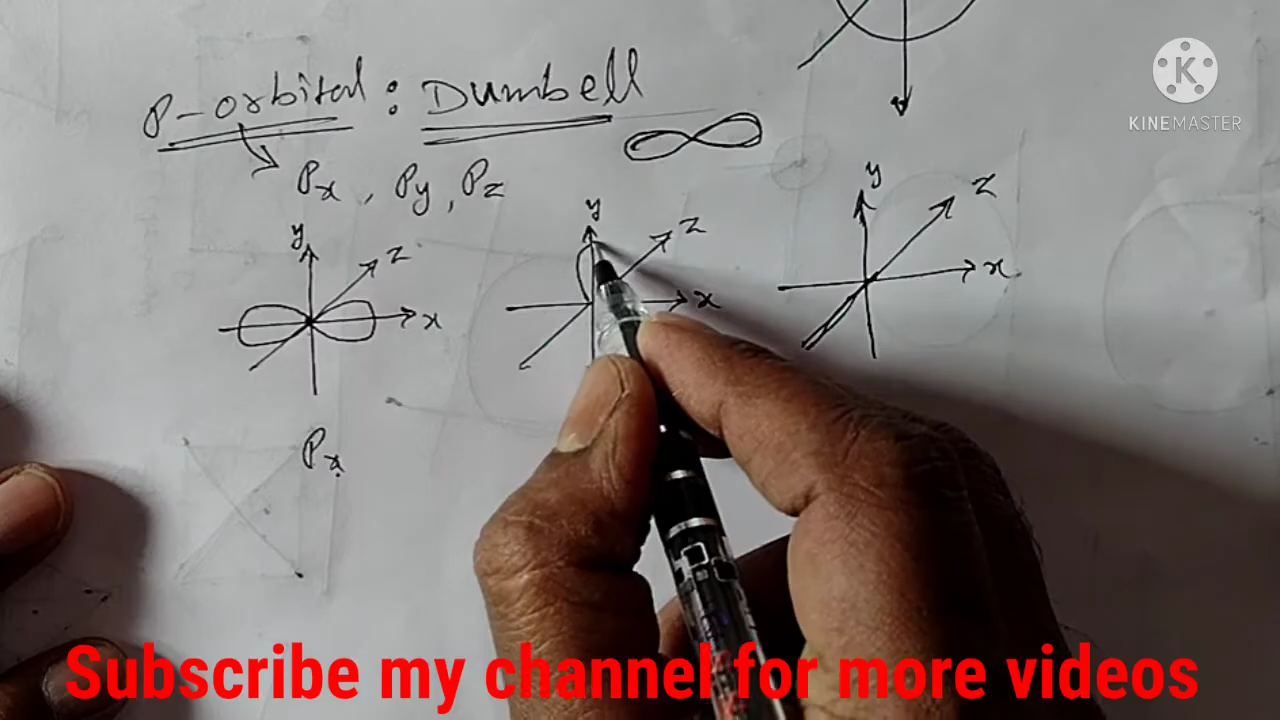 P-orbital : Dumbell
Px , Py , Pz
y z x
y z x
y z x
Px
KINEMASTER
Subscribe my channel for more videos